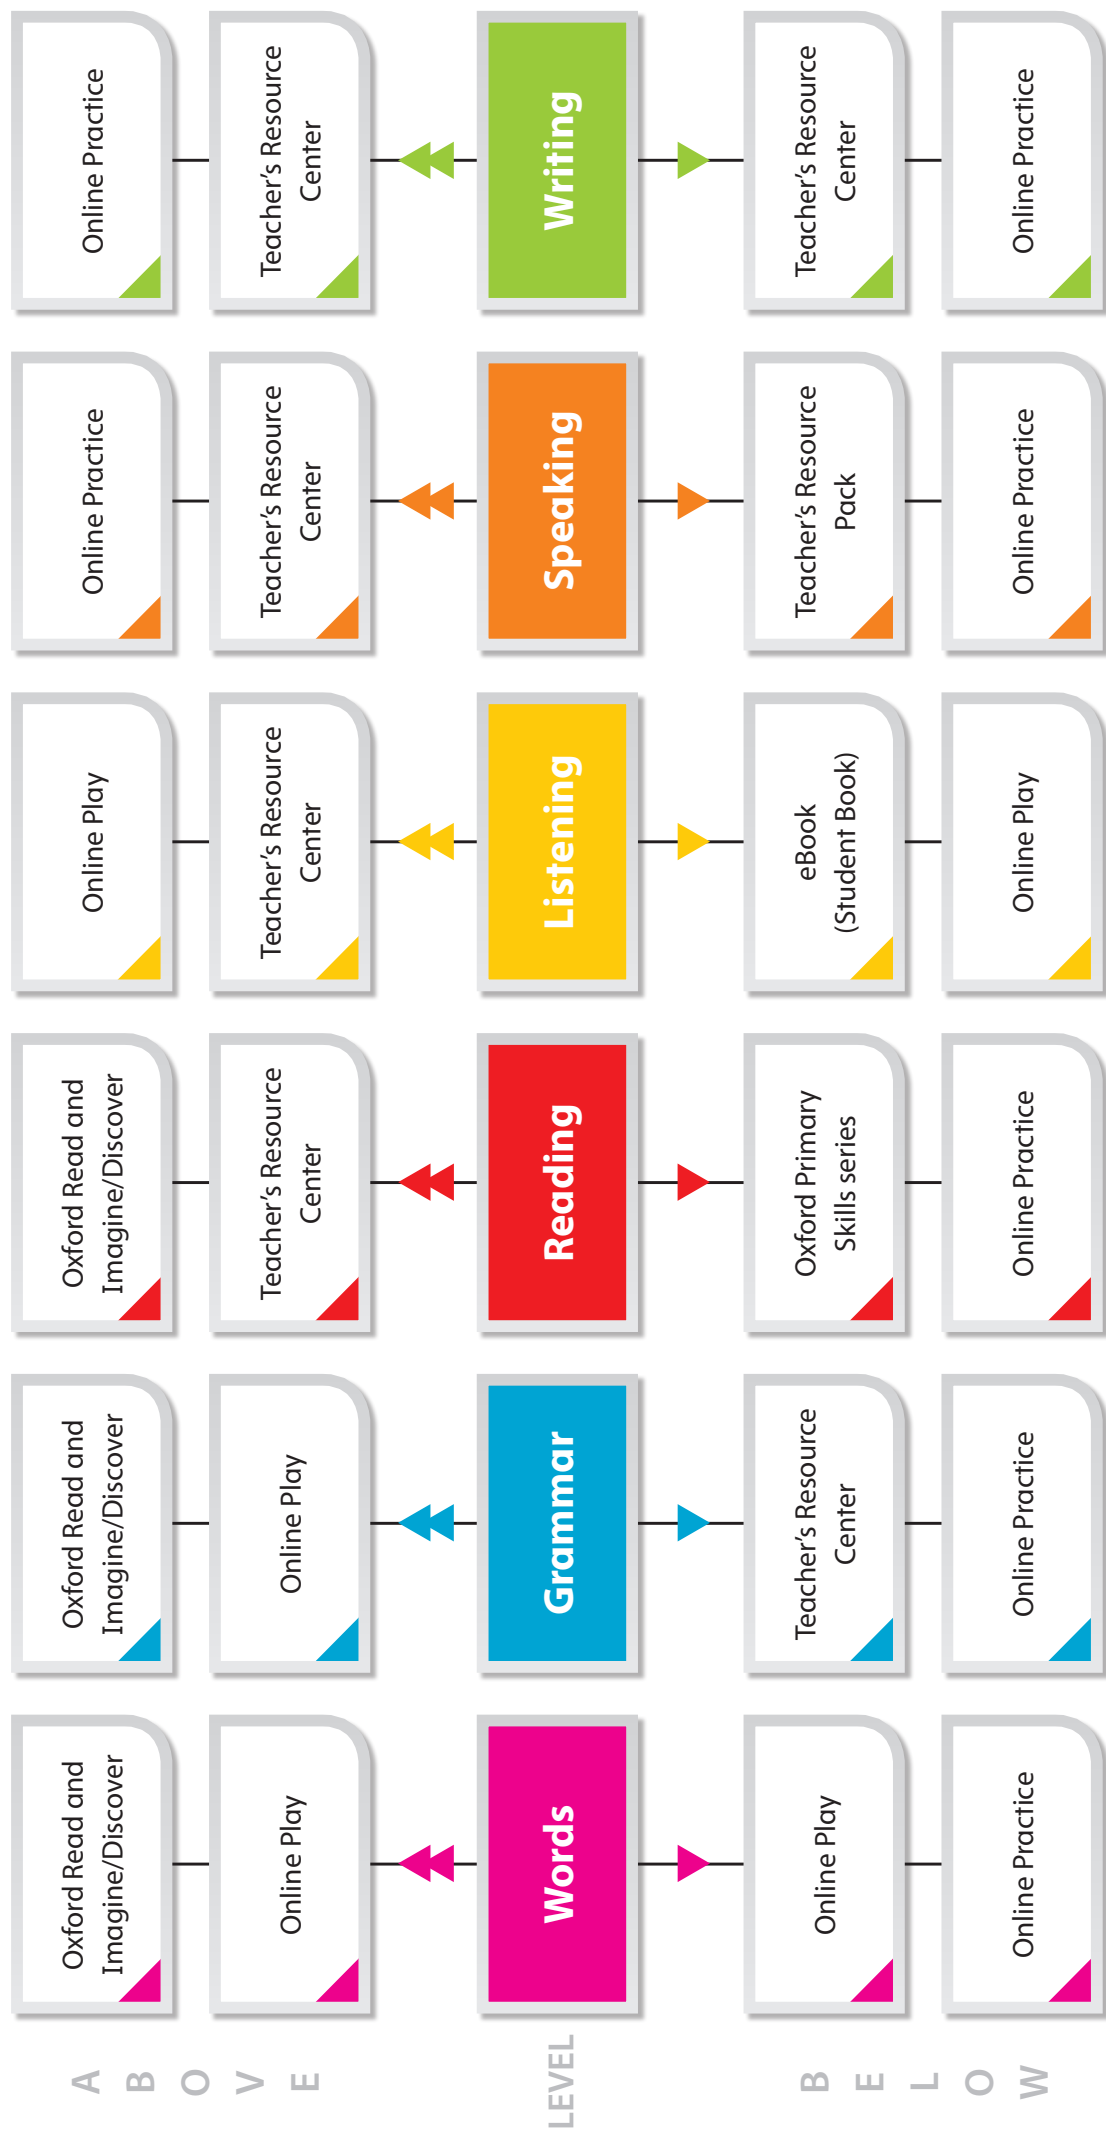 A B O V E
Oxford Read and
Imagine/Discover
Oxford Read and
Imagine/Discover
Oxford Read and
Imagine/Discover
Online Play
Online Practice
Online Practice
Online Play
Online Play
Teacher's Resource
Center
Teacher's Resource
Center
Teacher's Resource
Center
Teacher's Resource
Center
LEVEL
Words
Grammar
Reading
Listening
Speaking
Writing
B E L O W
Online Play
Teacher's Resource
Center
Oxford Primary
Skills series
eBook
(Student Book)
Teacher's Resource
Pack
Teacher's Resource
Center
Online Practice
Online Practice
Online Practice
Online Play
Online Practice
Online Practice